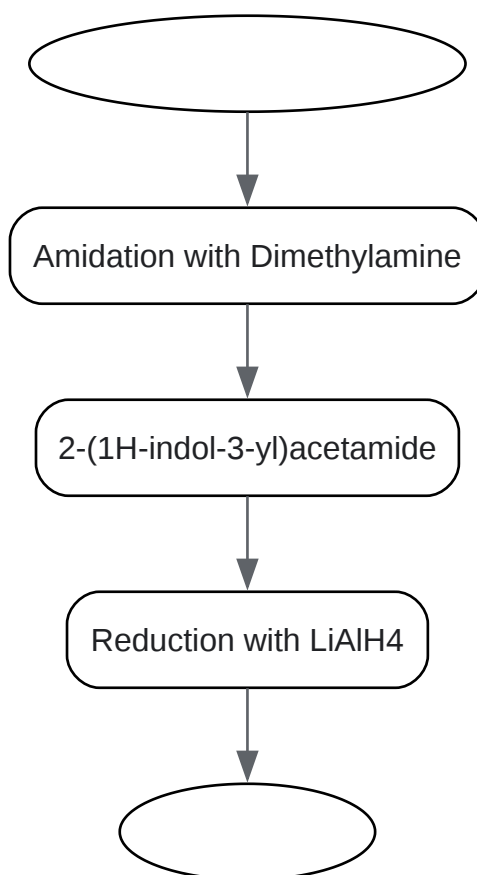 Amidation with Dimethylamine
2-(1H-indol-3-yl)acetamide
Reduction with LiAlH4